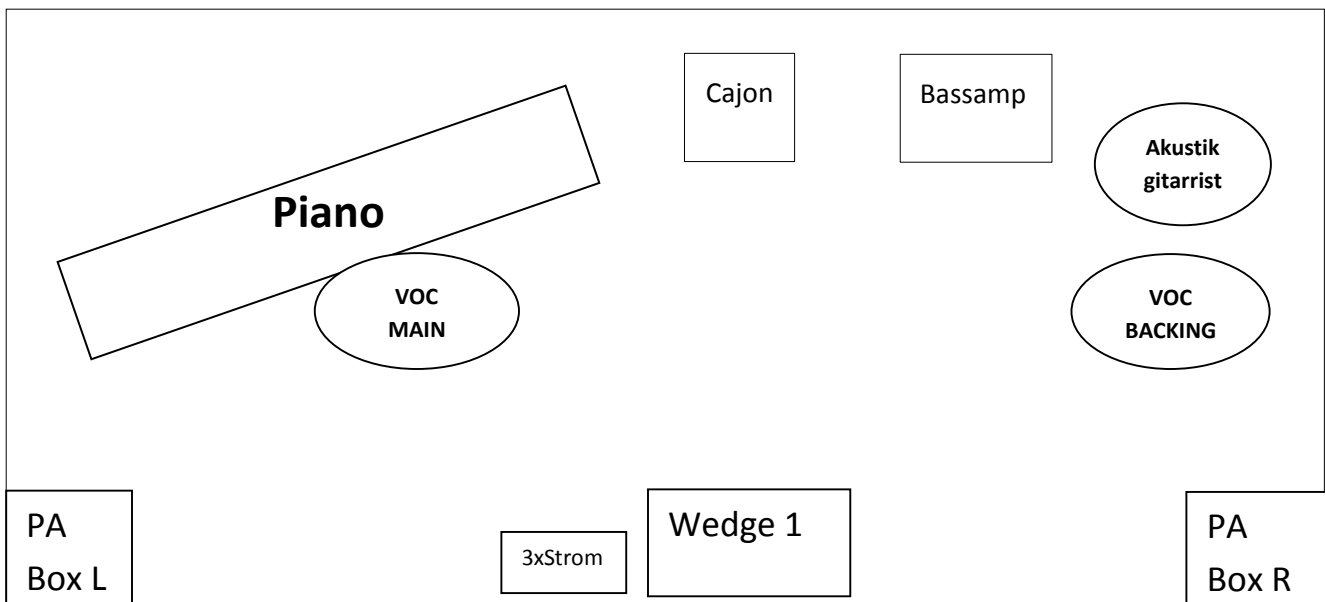 Cajon
Bassamp
Akustik
gitarrist
Piano
VOC
MAIN
VOC
BACKING
PA
Box L
3xStrom
Wedge 1
PA
Box R